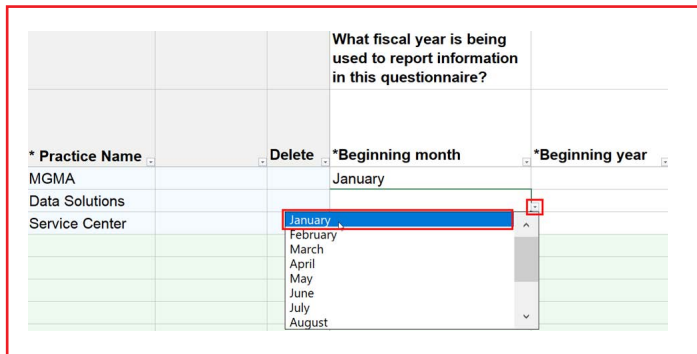 What fiscal year is being
used to report information
in this questionnaire?
* Practice Name Delete *Beginning month *Beginning year
MGMA January
Data Solutions
Service Center
January
February
March
April
May
June
July
August